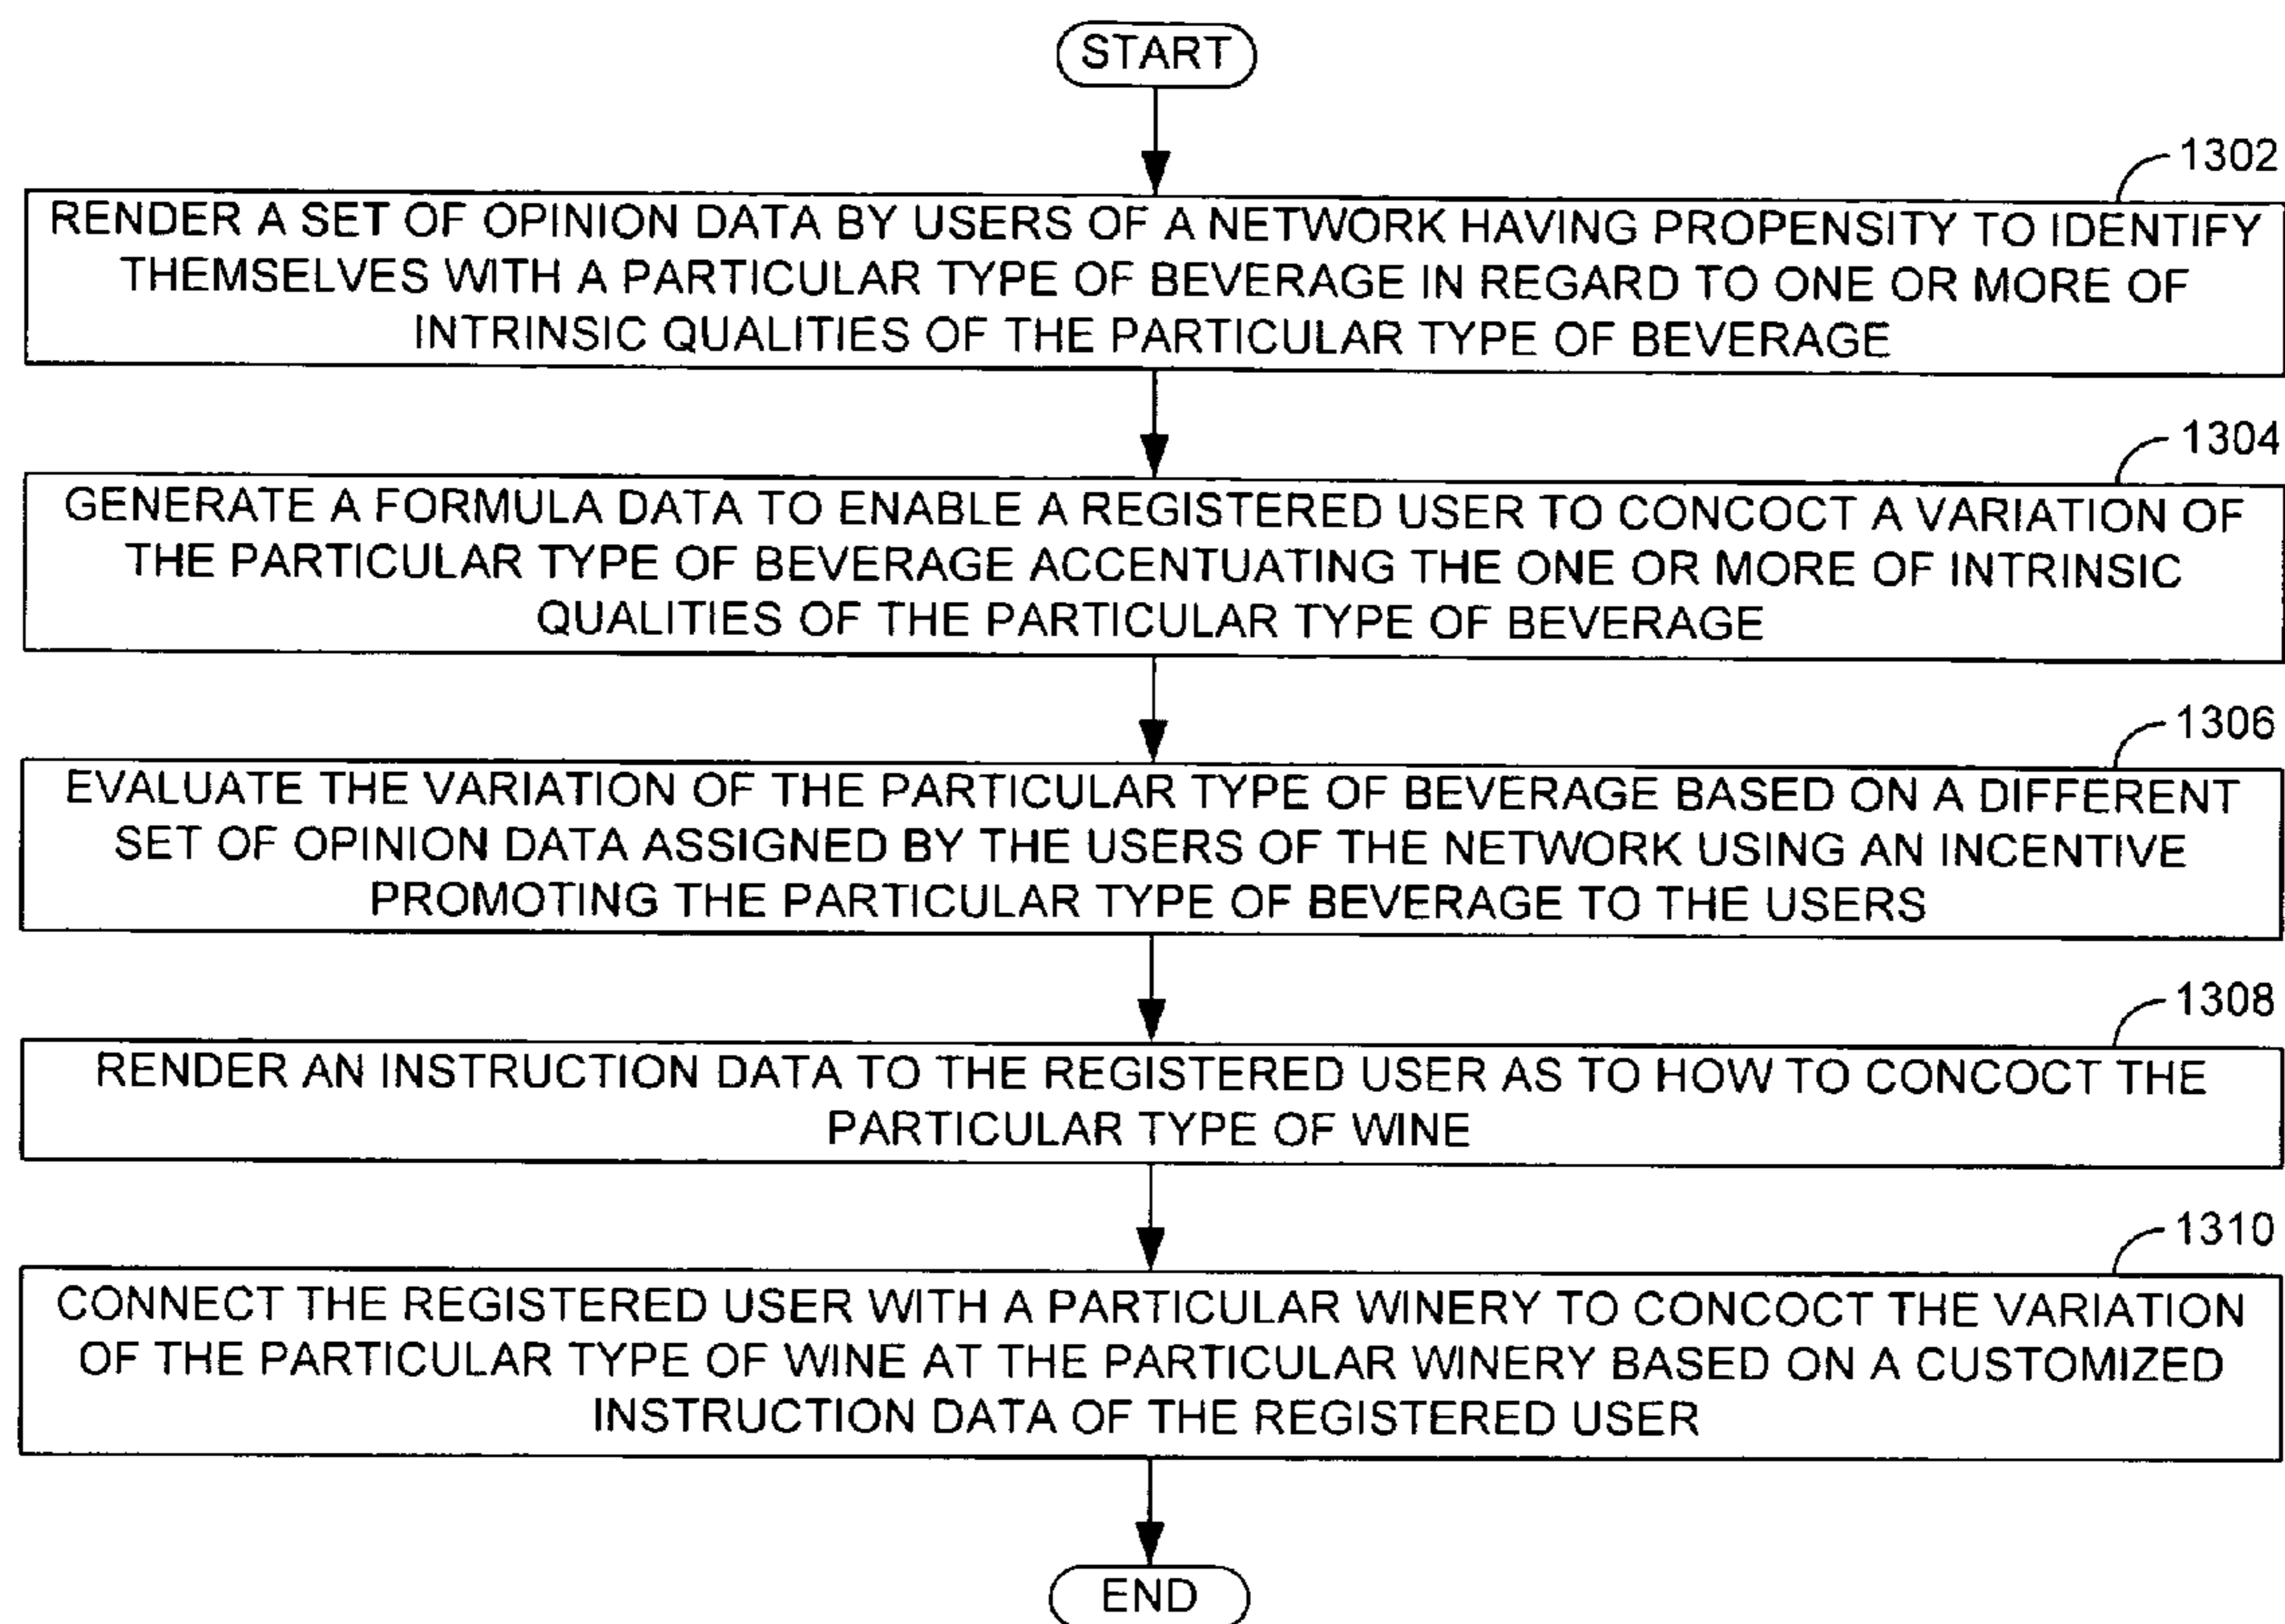 START
1302
RENDER A SET OF OPINION DATA BY USERS OF A NETWORK HAVING PROPENSITY TO IDENTIFY
THEMSELVES WITH A PARTICULAR TYPE OF BEVERAGE IN REGARD TO ONE OR MORE OF
INTRINSIC QUALITIES OF THE PARTICULAR TYPE OF BEVERAGE
1304
GENERATE A FORMULA DATA TO ENABLE A REGISTERED USER TO CONCOCT A VARIATION OF
THE PARTICULAR TYPE OF BEVERAGE ACCENTUATING THE ONE OR MORE OF INTRINSIC
QUALITIES OF THE PARTICULAR TYPE OF BEVERAGE
1306
EVALUATE THE VARIATION OF THE PARTICULAR TYPE OF BEVERAGE BASED ON A DIFFERENT
SET OF OPINION DATA ASSIGNED BY THE USERS OF THE NETWORK USING AN INCENTIVE
PROMOTING THE PARTICULAR TYPE OF BEVERAGE TO THE USERS
1308
RENDER AN INSTRUCTION DATA TO THE REGISTERED USER AS TO HOW TO CONCOCT THE
PARTICULAR TYPE OF WINE
1310
CONNECT THE REGISTERED USER WITH A PARTICULAR WINERY TO CONCOCT THE VARIATION
OF THE PARTICULAR TYPE OF WINE AT THE PARTICULAR WINERY BASED ON A CUSTOMIZED
INSTRUCTION DATA OF THE REGISTERED USER
END